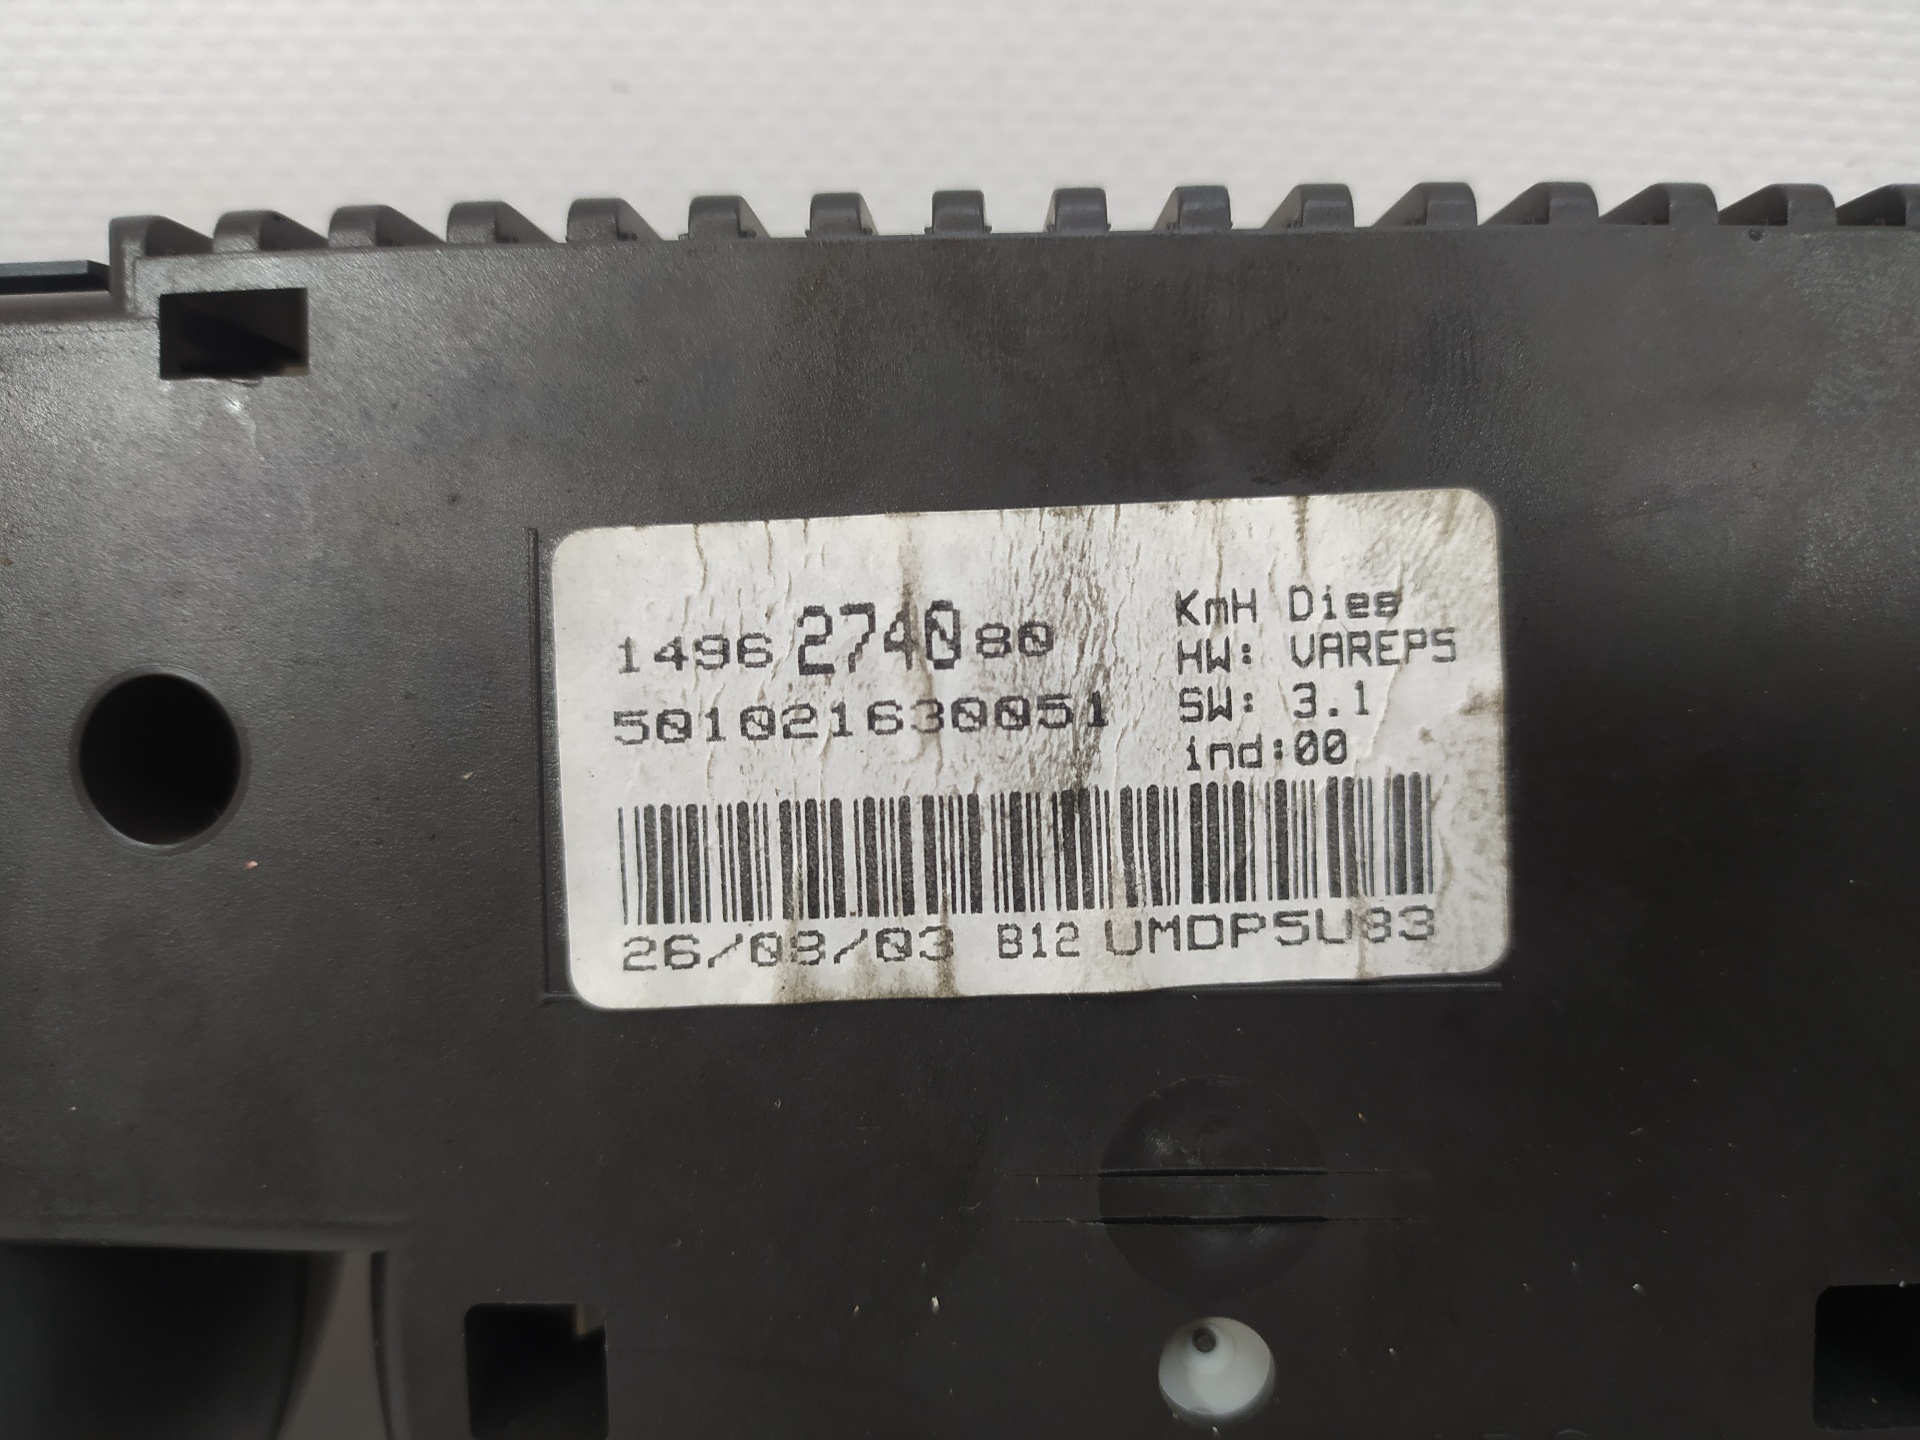 1496 2740 80
501021630051
KmH Dies
HW: VAREPS
SW: 3.1
ind:00
26/08/03 B12 UMDP5U83